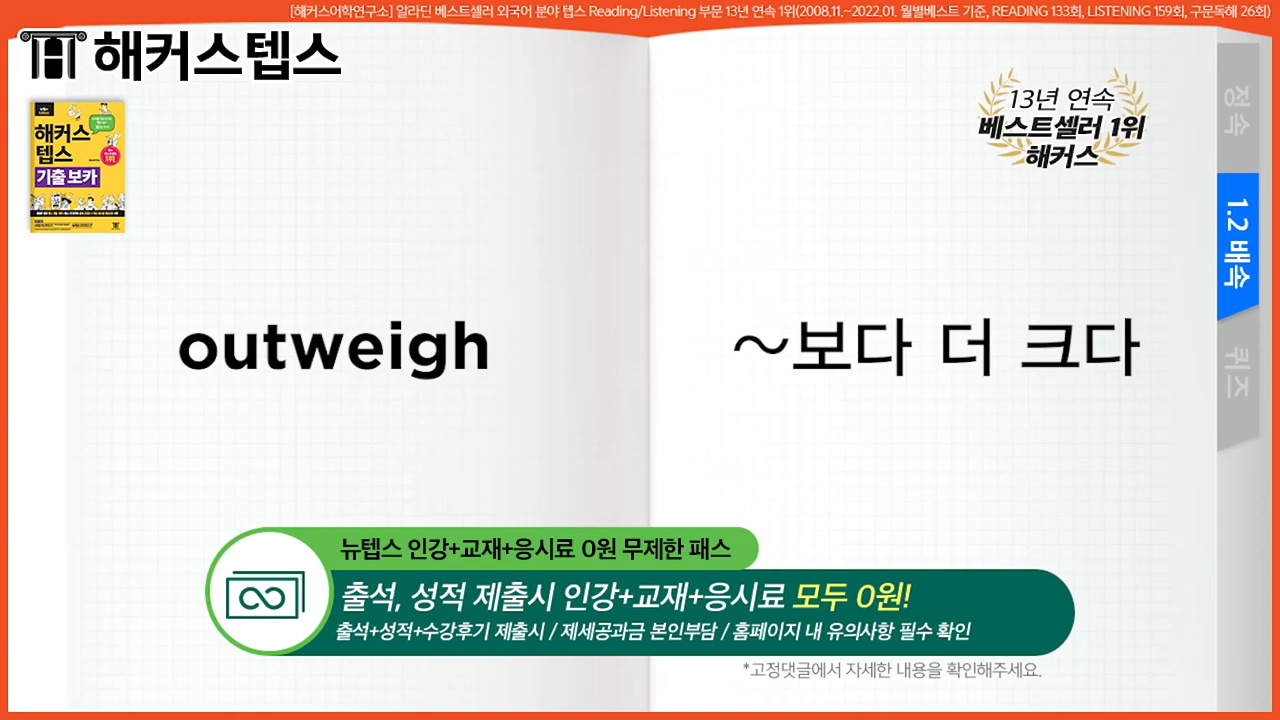 [해커스어학연구소] 알라딘 베스트셀러 외국어 분야 텝스 Reading/Listening 부문 13년 연속 1위(2008.11.~2022.01. 월별베스트 기준, READING 133회, LISTENING 159회, 구문독해 26회)
해커스텝스
해커스
텝스
기출 보카
13년 연속
베스트셀러 1위
해커스
정속
1.2 배속
퀴즈
outweigh
~보다 더 크다
뉴텝스 인강+교재+응시료 0원 무제한 패스
출석, 성적 제출시 인강+교재+응시료 모두 0원!
출석+성적+수강후기 제출시 / 제세공과금 본인부담 / 홈페이지 내 유의사항 필수 확인
*고정댓글에서 자세한 내용을 확인해주세요.